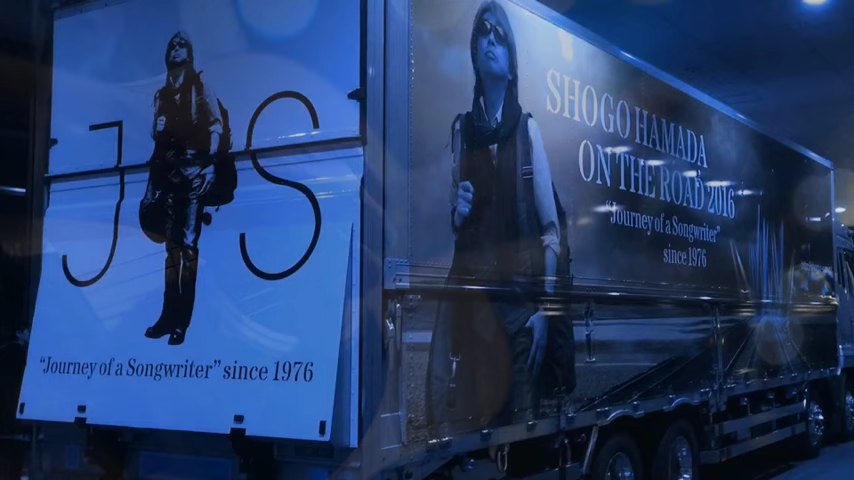 J S
“Journey of a Songwriter” since 1976
SHOGO HAMADA
ON THE ROAD 2016
“Journey of a Songwriter”
since 1976